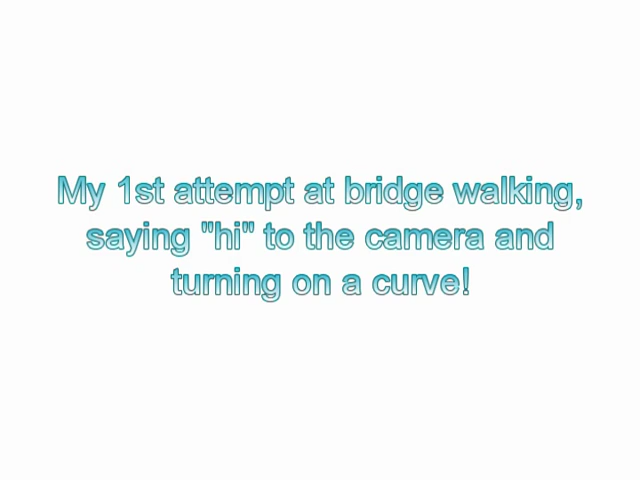 My 1st attempt at bridge walking,
saying "hi" to the camera and
turning on a curve!